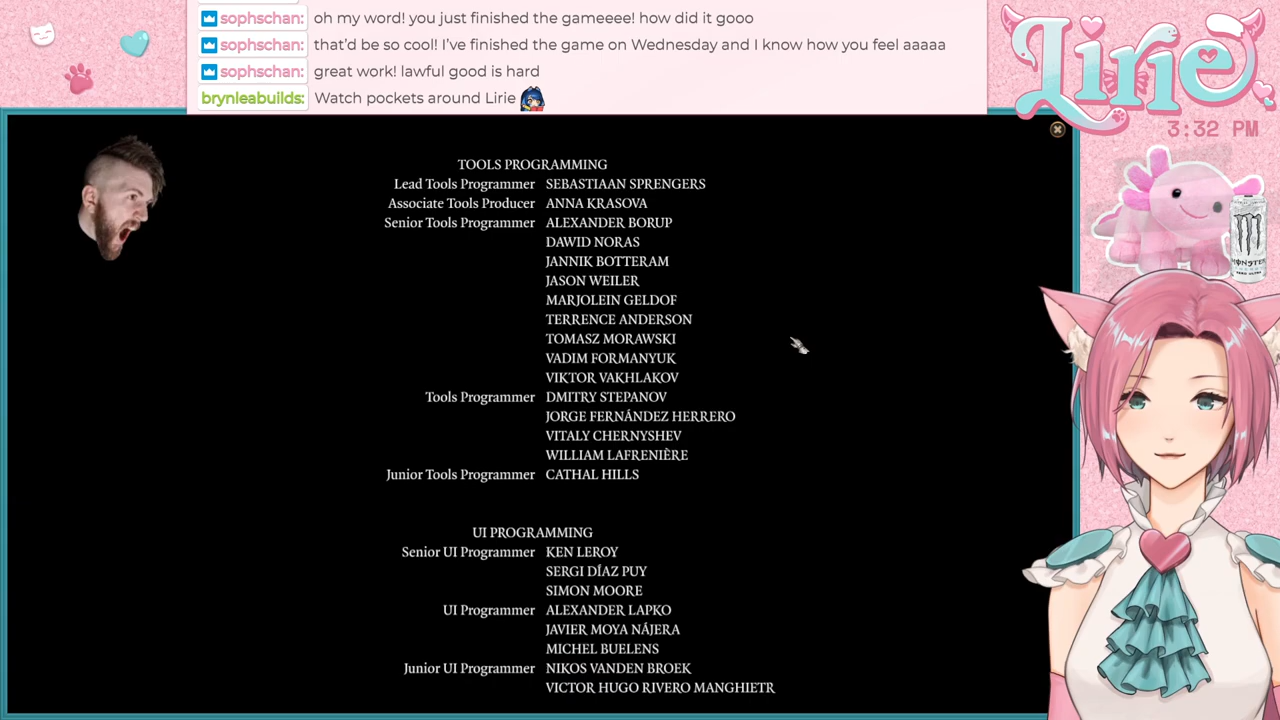 sophschan: oh my word! you just finished the gameeee! how did it gooo
sophschan: that'd be so cool! I've finished the game on Wednesday and I know how you feel aaaaa
sophschan: great work! lawful good is hard
brynleabuilds: Watch pockets around Lirie
Lirie
3:32 PM
MONSTER
TOOLS PROGRAMMING
Lead Tools Programmer SEBASTIAAN SPRENGERS
Associate Tools Producer ANNA KRASOVA
Senior Tools Programmer ALEXANDER BORUP
DAWID NORAS
JANNIK BOTTERAM
JASON WEILER
MARJOLEIN GELDOF
TERRENCE ANDERSON
TOMASZ MORAWSKI
VADIM FORMANYUK
VIKTOR VAKHLAKOV
Tools Programmer DMITRY STEPANOV
JORGE FERNÁNDEZ HERRERO
VITALY CHERNYSHEV
WILLIAM LAFRENIÈRE
Junior Tools Programmer CATHAL HILLS
UI PROGRAMMING
Senior UI Programmer KEN LEROY
SERGI DÍAZ PUY
SIMON MOORE
UI Programmer ALEXANDER LAPKO
JAVIER MOYA NÁJERA
MICHEL BUELENS
Junior UI Programmer NIKOS VANDEN BROEK
VICTOR HUGO RIVERO MANGHIETR